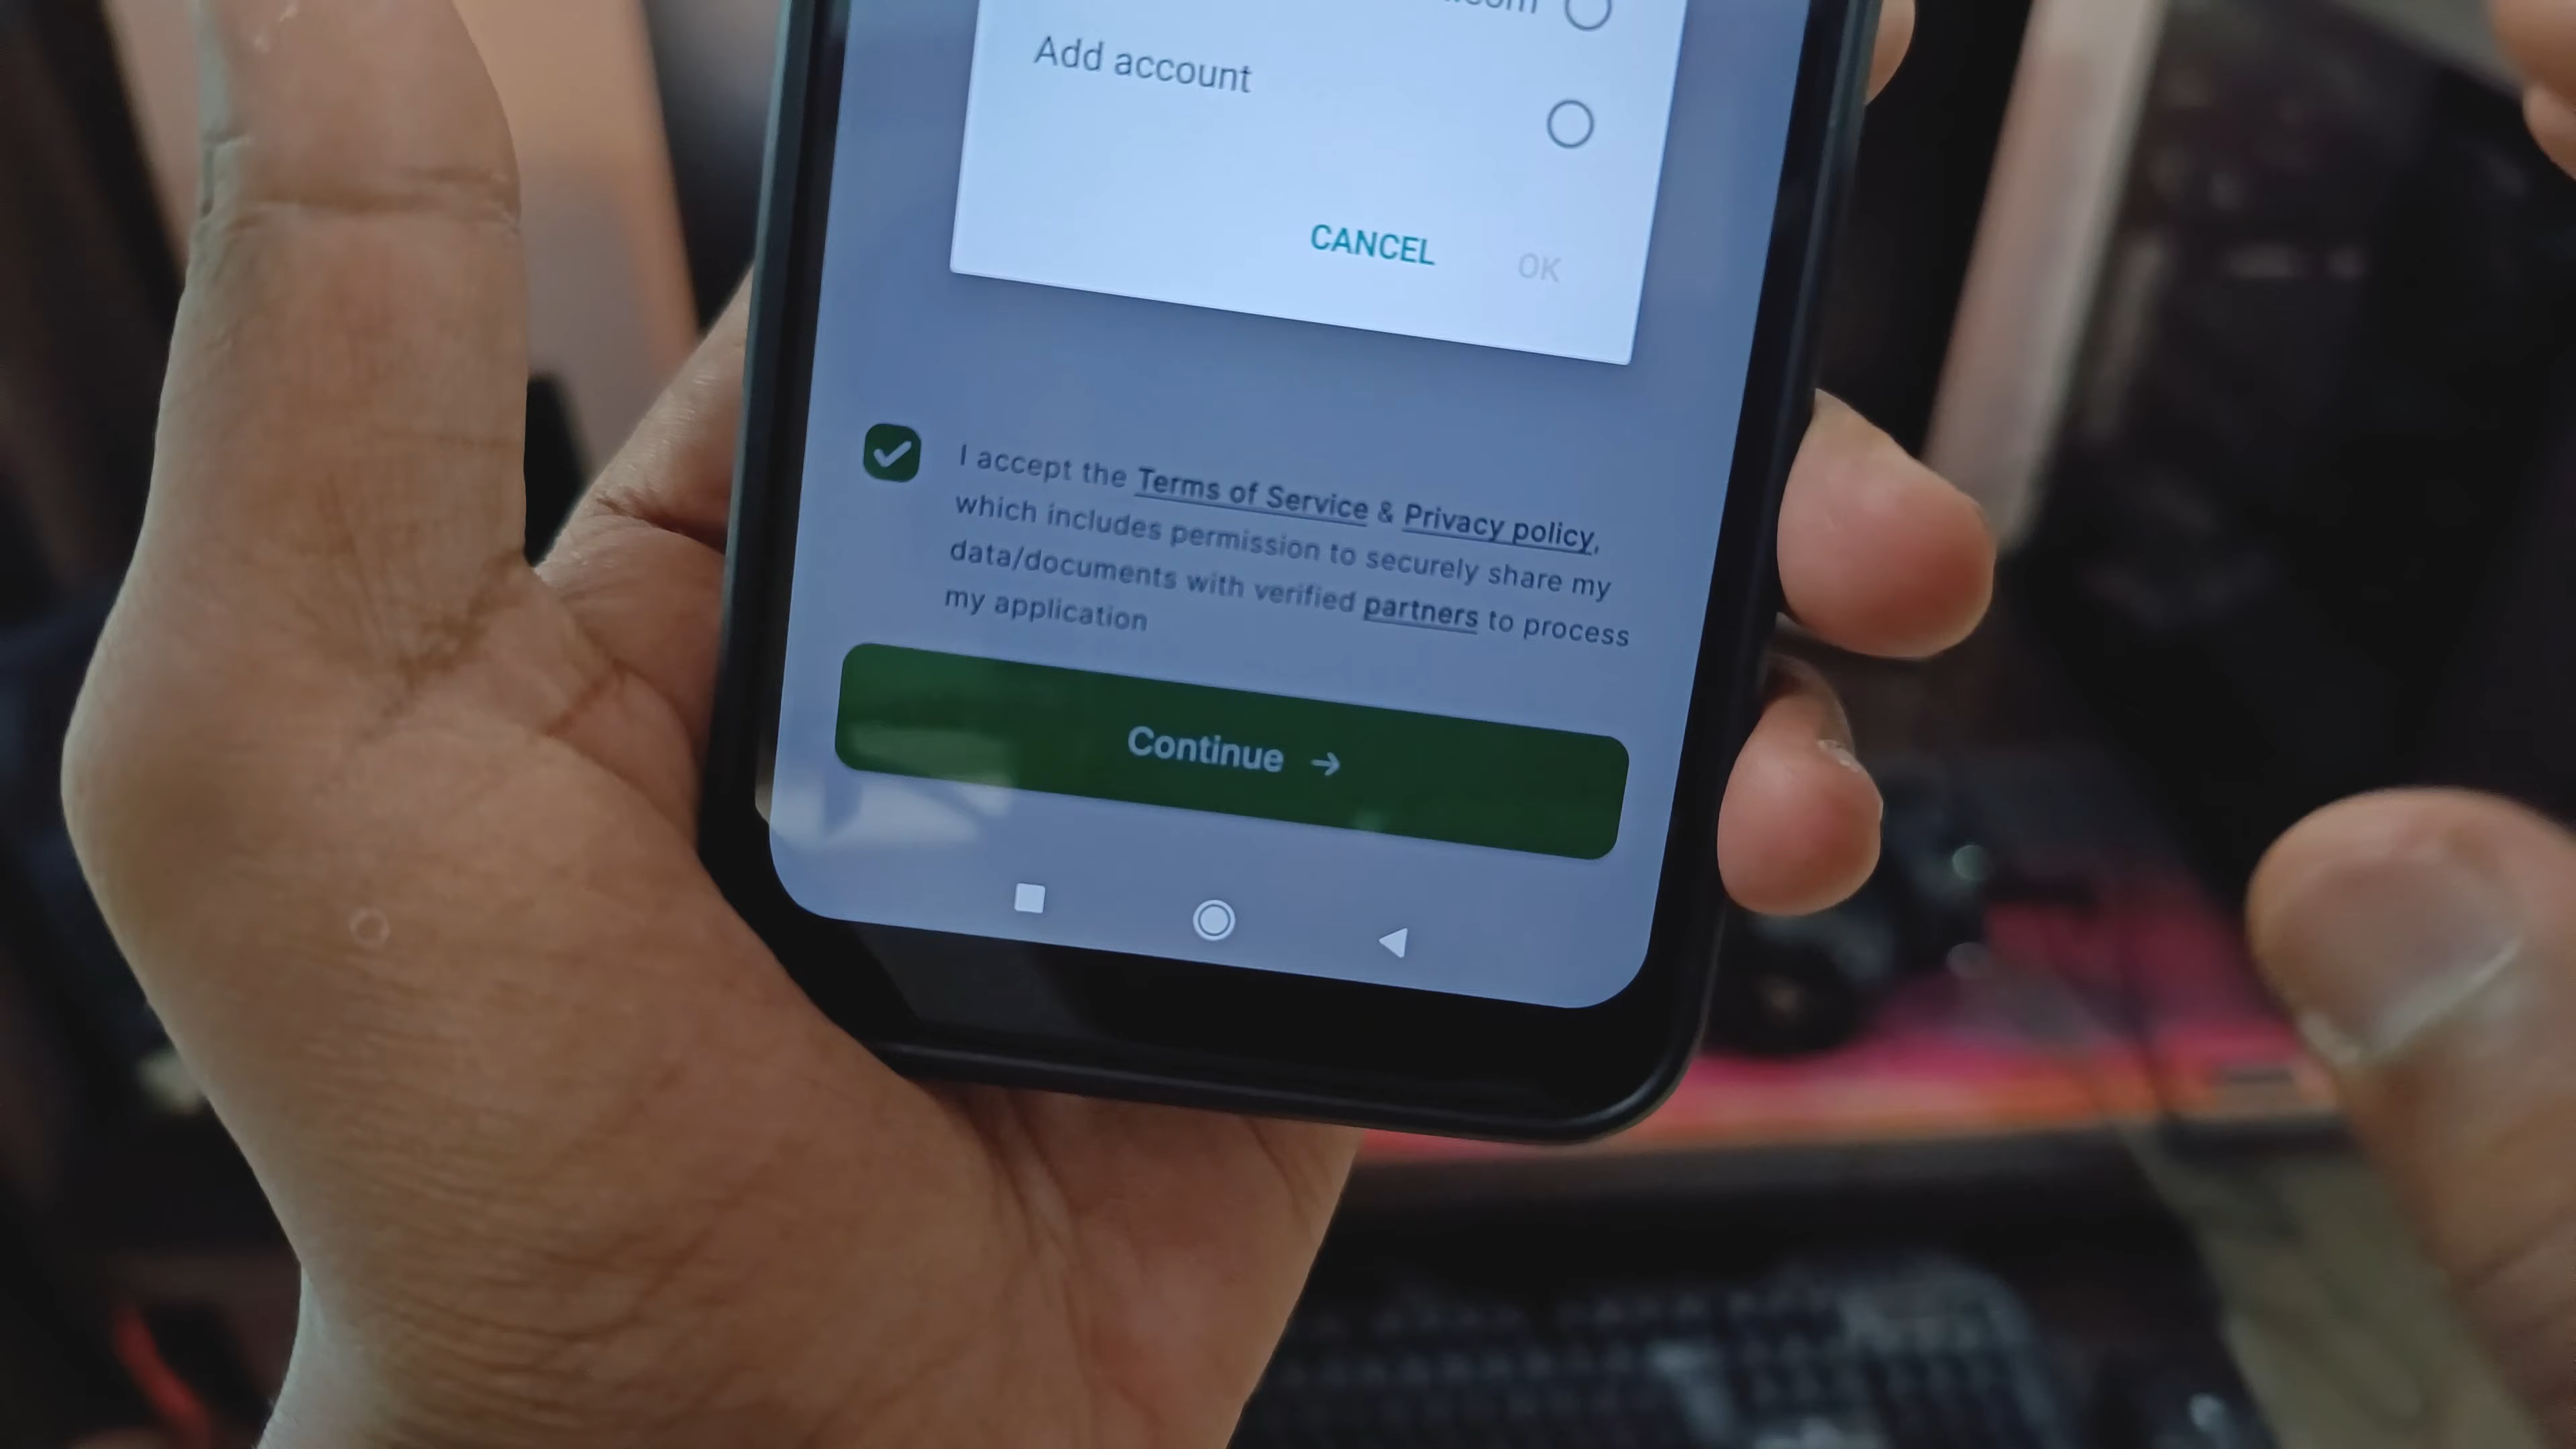 Add account
CANCEL OK
I accept the Terms of Service & Privacy policy,
which includes permission to securely share my
data/documents with verified partners to process
my application
Continue →